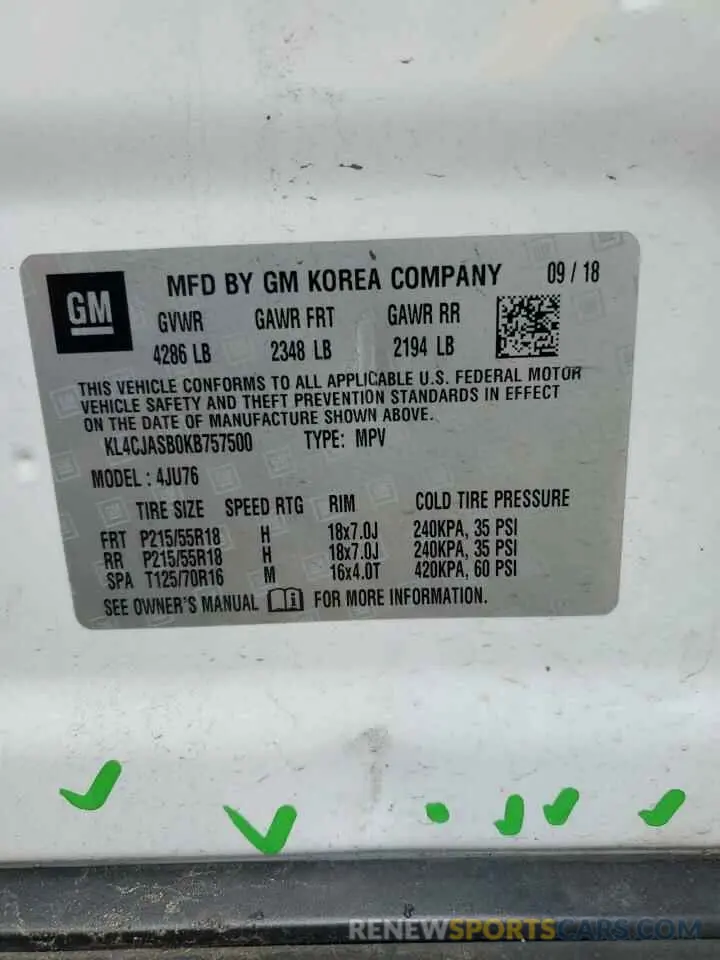 GM
MFD BY GM KOREA COMPANY 09 / 18
GVWR GAWR FRT GAWR RR
4286 LB 2348 LB 2194 LB
THIS VEHICLE CONFORMS TO ALL APPLICABLE U.S. FEDERAL MOTOR
VEHICLE SAFETY AND THEFT PREVENTION STANDARDS IN EFFECT
ON THE DATE OF MANUFACTURE SHOWN ABOVE.
KL4CJASB0KB757500 TYPE: MPV
MODEL : 4JU76
TIRE SIZE SPEED RTG RIM COLD TIRE PRESSURE
FRT P215/55R18 H 18x7.0J 240KPA, 35 PSI
RR P215/55R18 H 18x7.0J 240KPA, 35 PSI
SPA T125/70R16 M 16x4.0T 420KPA, 60 PSI
SEE OWNER'S MANUAL i FOR MORE INFORMATION.
RENEWSPORTSCARS.COM